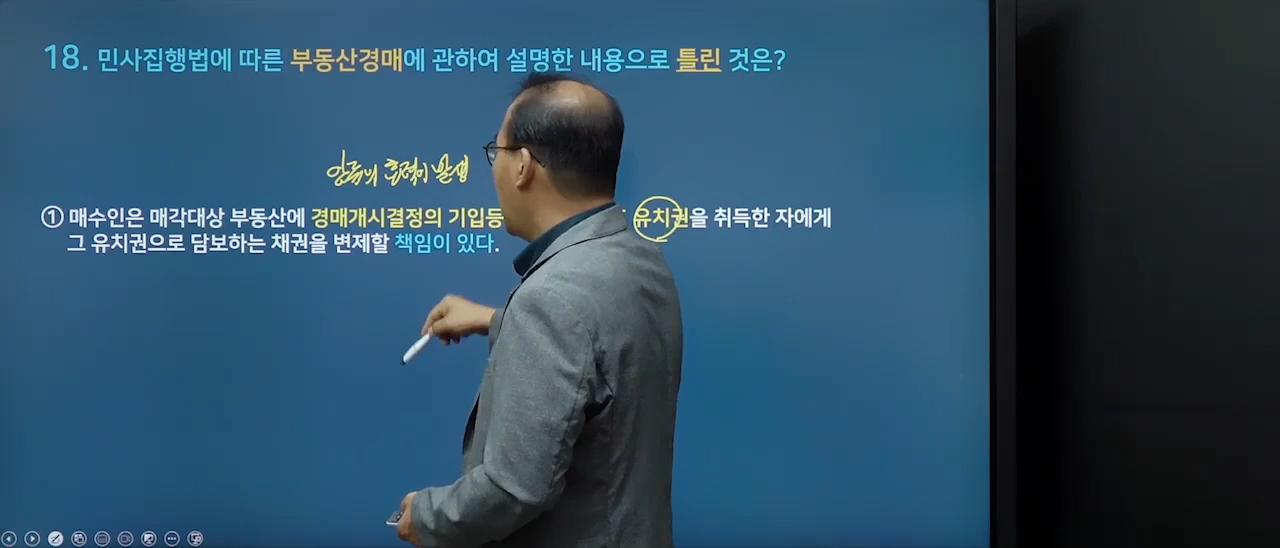 18. 민사집행법에 따른 부동산경매에 관하여 설명한 내용으로 틀린 것은?
압류의 효력이 발생
① 매수인은 매각대상 부동산에 경매개시결정의 기입등 유치권을 취득한 자에게
그 유치권으로 담보하는 채권을 변제할 책임이 있다.